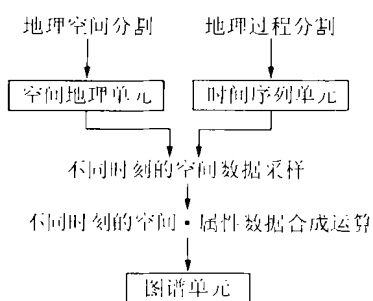 地理空间分割 地理过程分割
空间地理单元 时间序列单元
不同时刻的空间数据采样
不同时刻的空间·属性数据合成运算
图谱单元